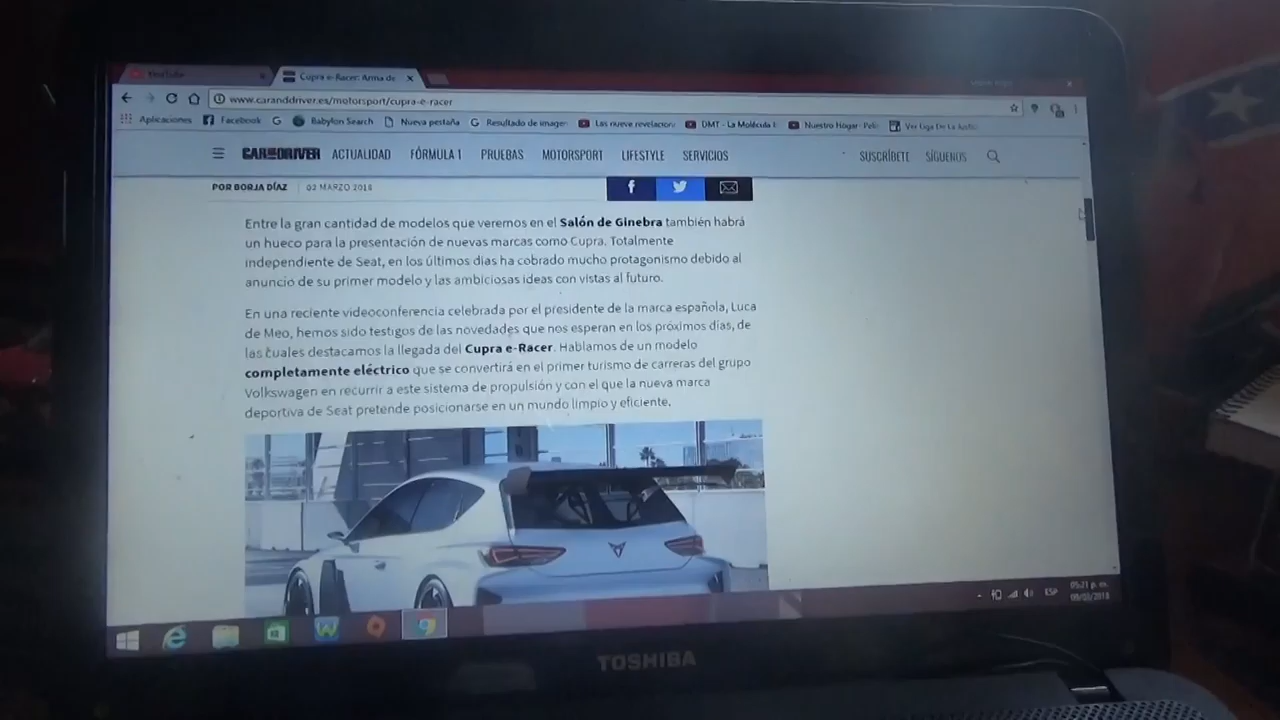 YouTube
Cupra e-Racer: Arma de
www.caranddriver.es/motorsport/cupra-e-racer
Aplicaciones Facebook Babylon Search Nueva pestaña Resultado de imagen Las nueve revelacion DMT - La Molécula Nuestro Hogar- Peli Ver Liga De La Justic
CAR AND DRIVER ACTUALIDAD FÓRMULA 1 PRUEBAS MOTORSPORT LIFESTYLE SERVICIOS SUSCRÍBETE SÍGUENOS
POR BORJA DÍAZ 02 MARZO 2018
Entre la gran cantidad de modelos que veremos en el Salón de Ginebra también habrá
un hueco para la presentación de nuevas marcas como Cupra. Totalmente
independiente de Seat, en los últimos días ha cobrado mucho protagonismo debido al
anuncio de su primer modelo y las ambiciosas ideas con vistas al futuro.
En una reciente videoconferencia celebrada por el presidente de la marca española, Luca
de Meo, hemos sido testigos de las novedades que nos esperan en los próximos días, de
las cuales destacamos la llegada del Cupra e-Racer. Hablamos de un modelo
completamente eléctrico que se convertirá en el primer turismo de carreras del grupo
Volkswagen en recurrir a este sistema de propulsión y con el que la nueva marca
deportiva de Seat pretende posicionarse en un mundo limpio y eficiente.
ESP
TOSHIBA